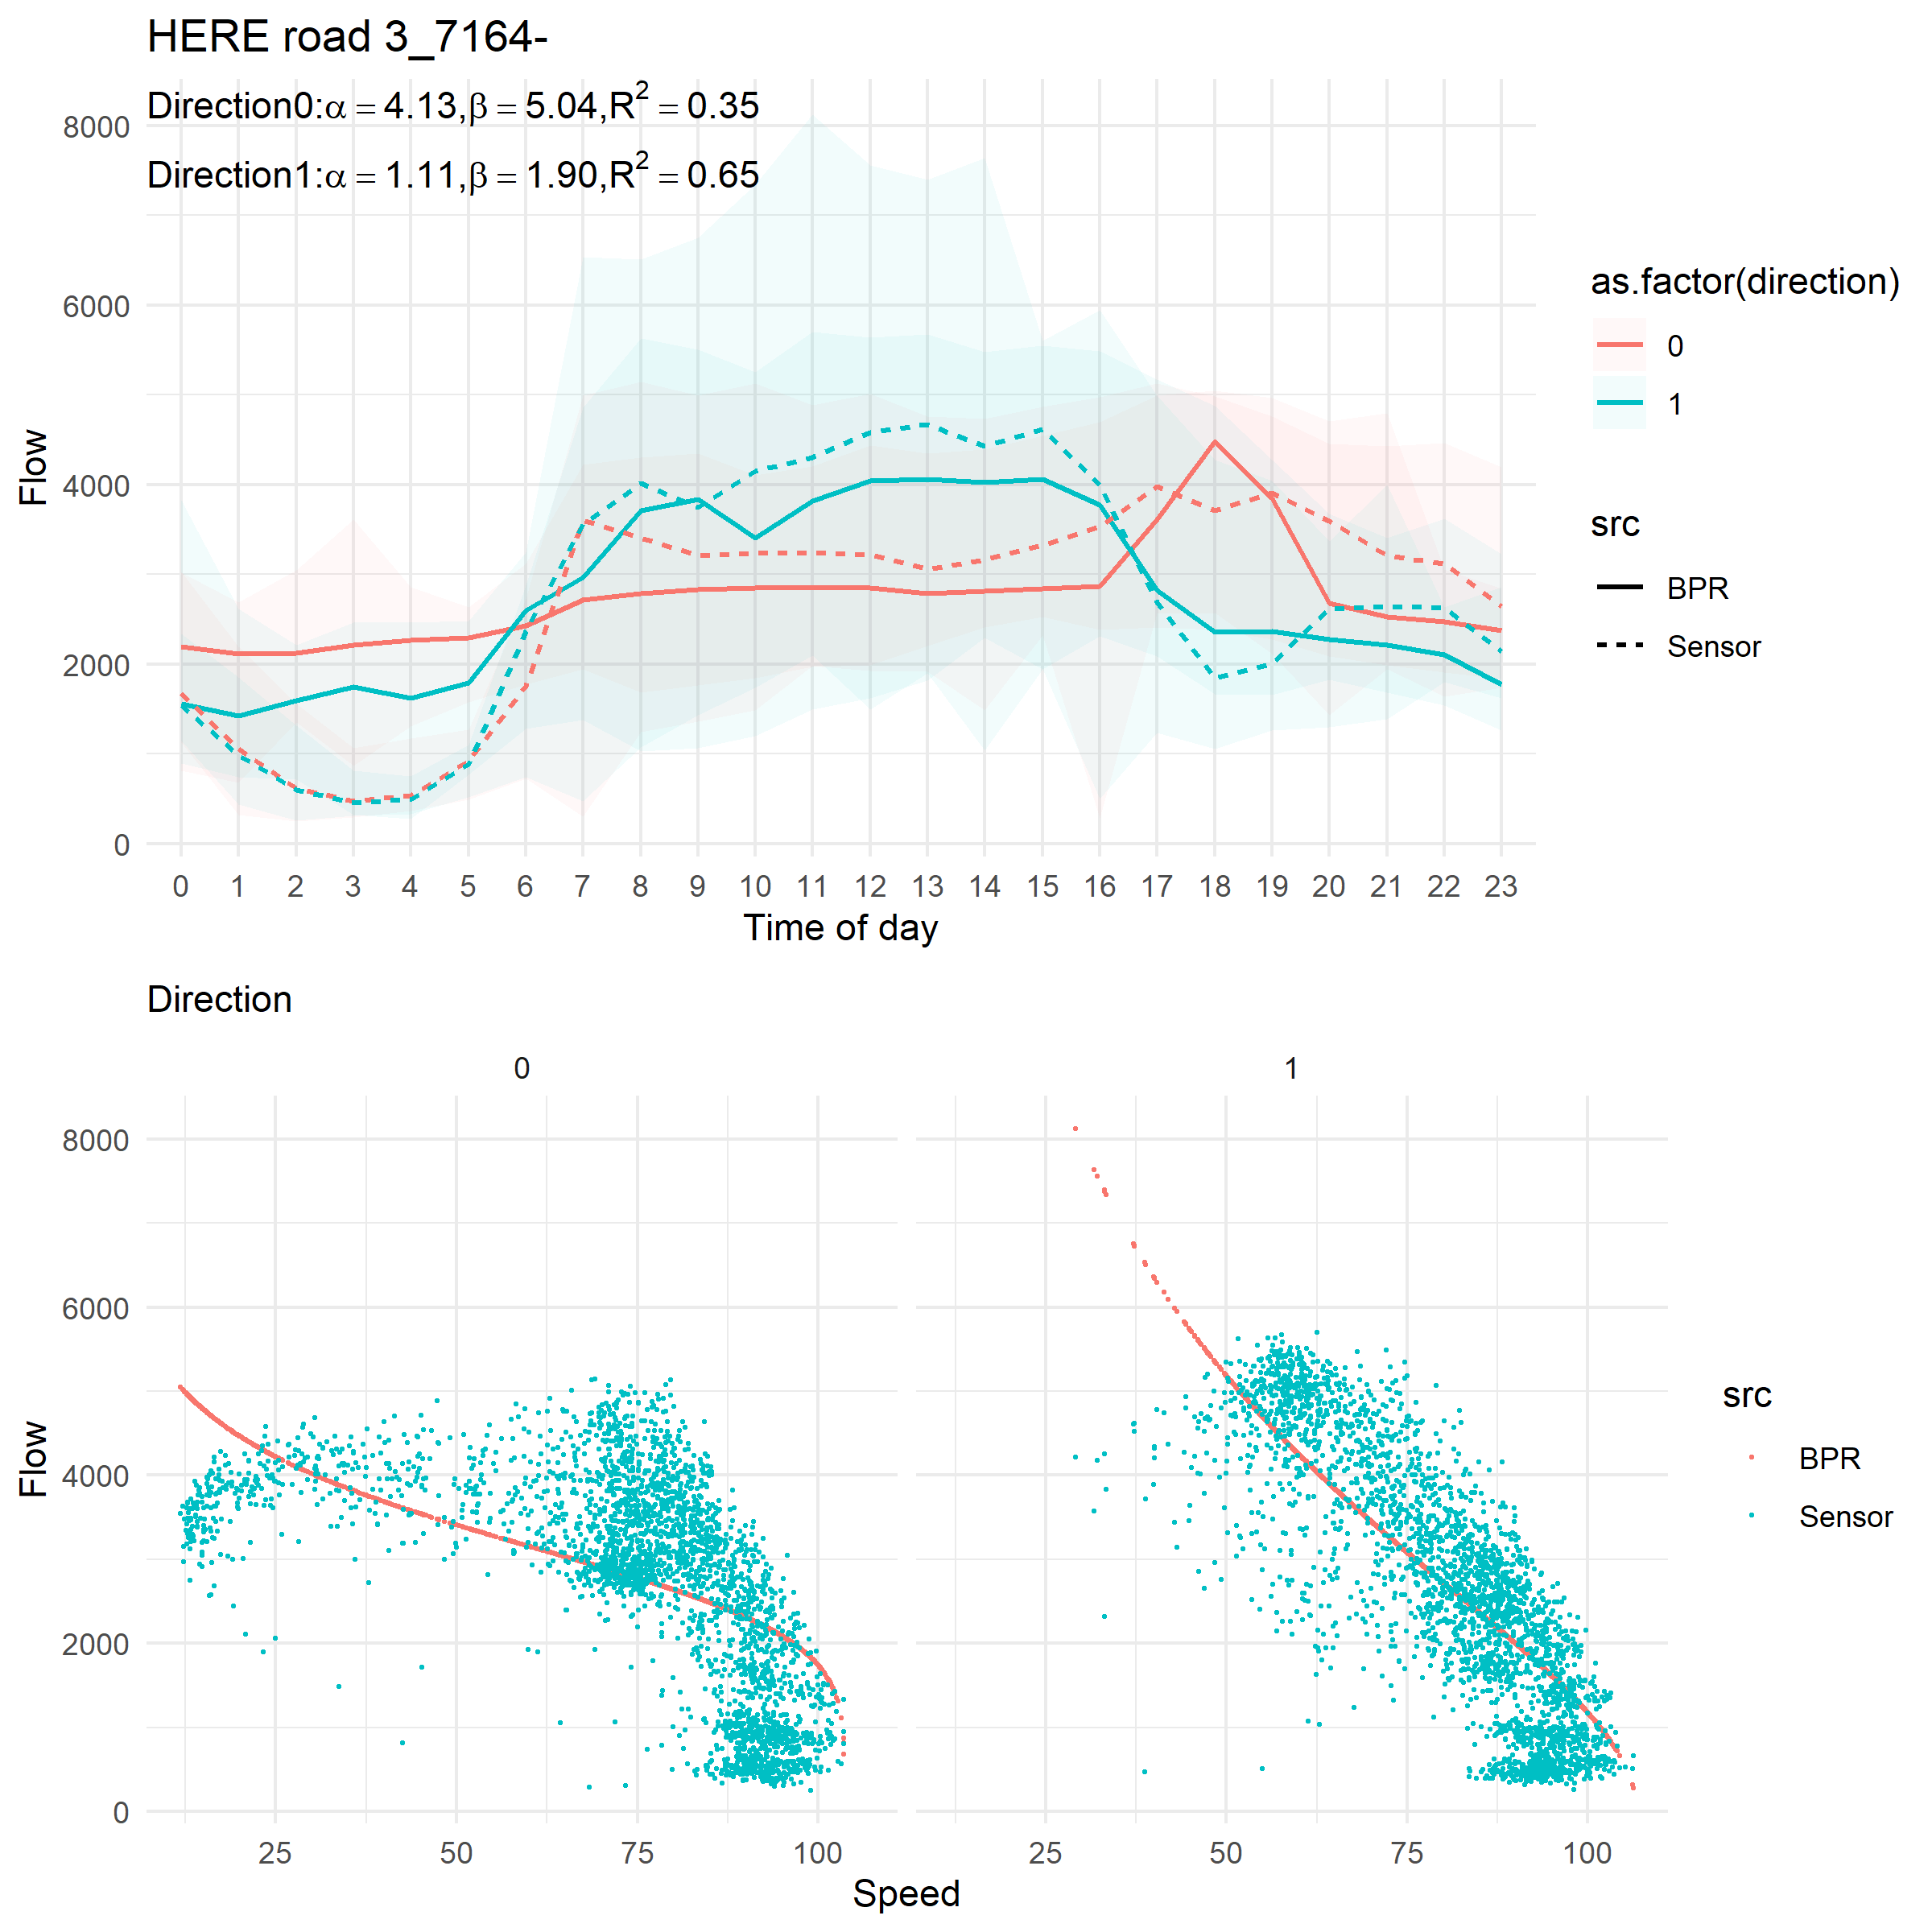 HERE road 3_7164-
Direction0:α = 4.13,β = 5.04,R² = 0.35
Direction1:α = 1.11,β = 1.90,R² = 0.65
8000
6000
4000
2000
0
Flow
0 1 2 3 4 5 6 7 8 9 10 11 12 13 14 15 16 17 18 19 20 21 22 23
Time of day
as.factor(direction)
0
1
src
BPR
Sensor
Direction
0 1
8000
6000
4000
2000
0
Flow
25 50 75 100 25 50 75 100
Speed
src
BPR
Sensor